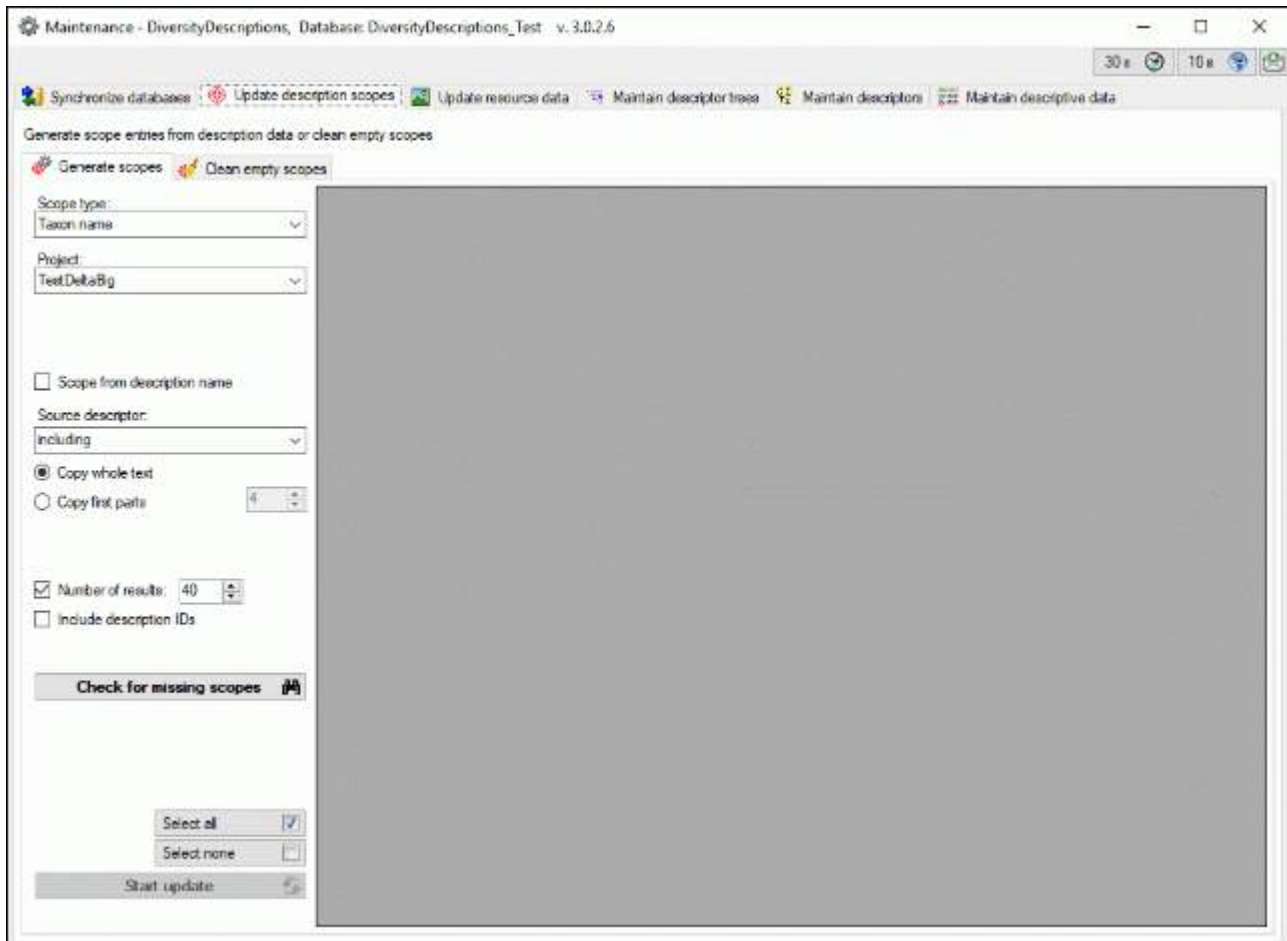 Maintenance - DiversityDescriptions, Database: DiversityDescriptions_Test v. 3.0.2.6
30 s 10 s
Synchronize databases Update description scopes Update resource data Maintain descriptor trees Maintain descriptors Maintain descriptive data
Generate scope entries from description data or clean empty scopes
Generate scopes Clean empty scopes
Scope type:
Taxon name
Project:
TestDeltaBig
Scope from description name
Source descriptor:
including
Copy whole text
Copy first parts 4
Number of results: 40
Include description IDs
Check for missing scopes
Select all
Select none
Start update